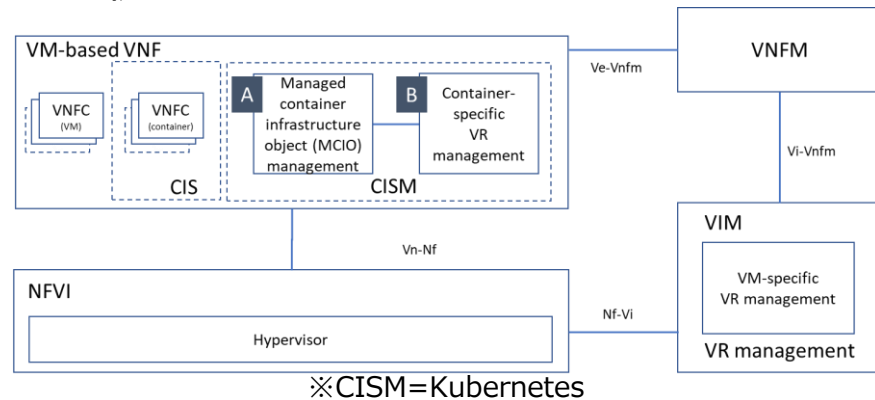 VM-based VNF
VNFC
(VM)
VNFC
(container)
CIS
A
Managed
container
infrastructure
object (MCIO)
management
B
Container-
specific
VR
management
CISM
Ve-Vnfm
VNFM
Vi-Vnfm
Vn-Nf
NFVI
Hypervisor
Nf-Vi
VIM
VM-specific
VR management
VR management
※CISM=Kubernetes